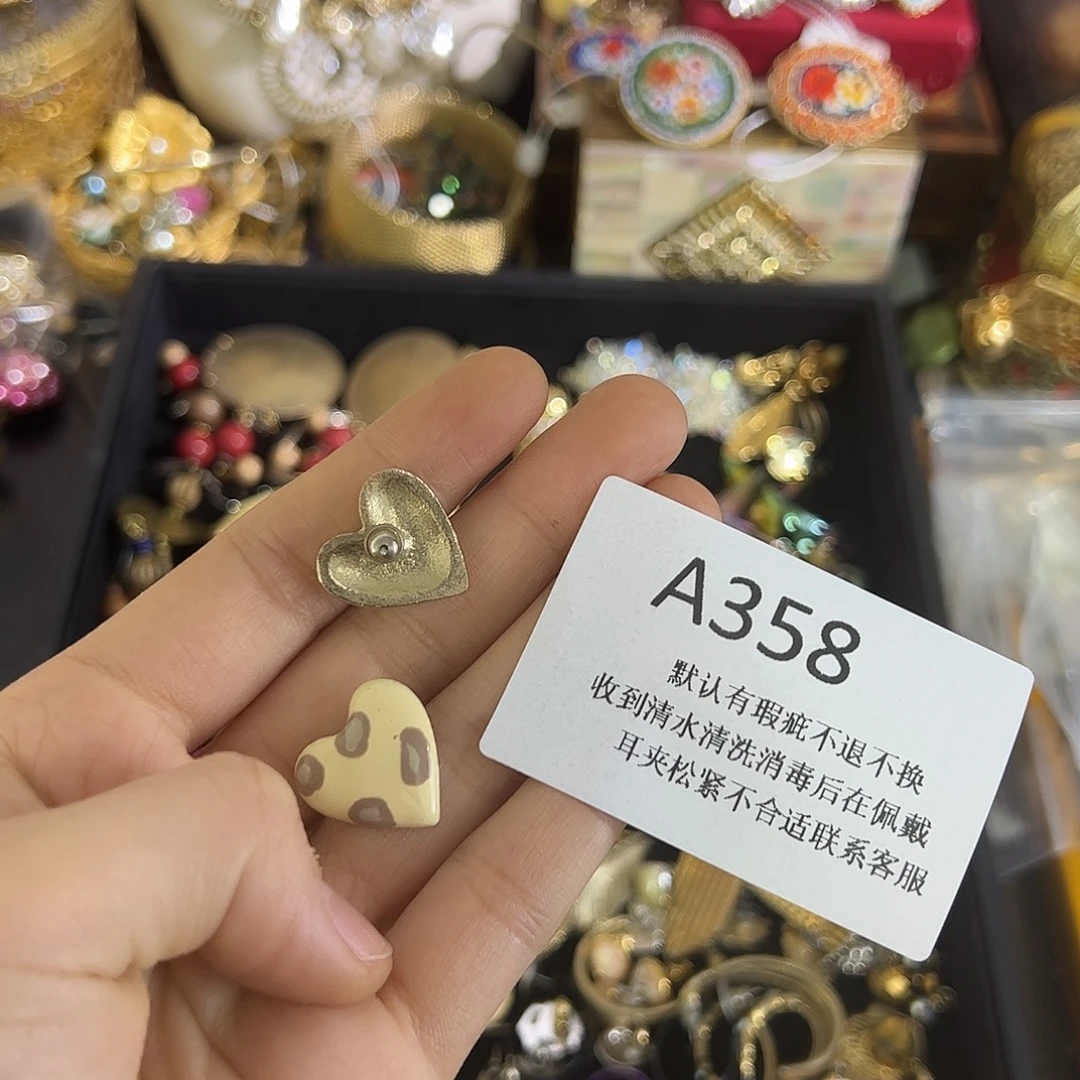 A358
默认有瑕疵不退不换
收到清水清洗消毒后在佩戴
耳夹松紧不合适联系客服